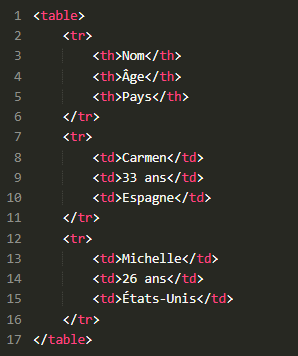 1 <table>
2 <tr>
3 <th>Nom</th>
4 <th>Âge</th>
5 <th>Pays</th>
6 </tr>
7 <tr>
8 <td>Carmen</td>
9 <td>33 ans</td>
10 <td>Espagne</td>
11 </tr>
12 <tr>
13 <td>Michelle</td>
14 <td>26 ans</td>
15 <td>États-Unis</td>
16 </tr>
17 </table>